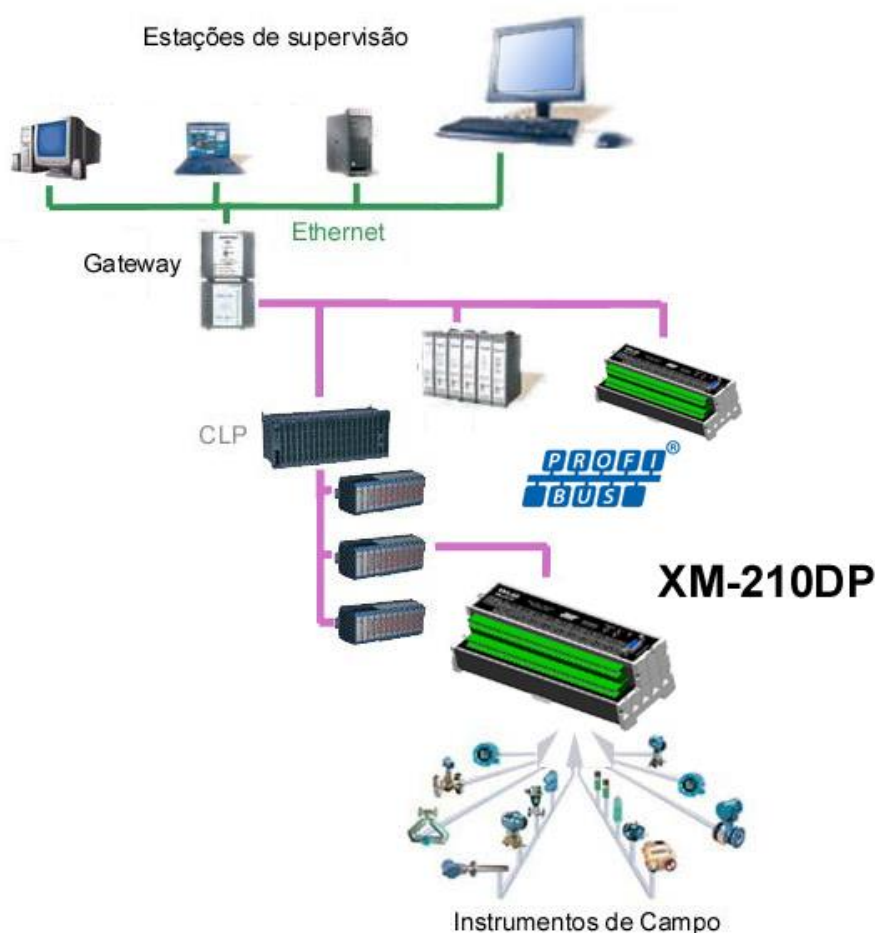 Estações de supervisão
Ethernet
Gateway
CLP
PROFI
BUS
®
XM-210DP
Instrumentos de Campo